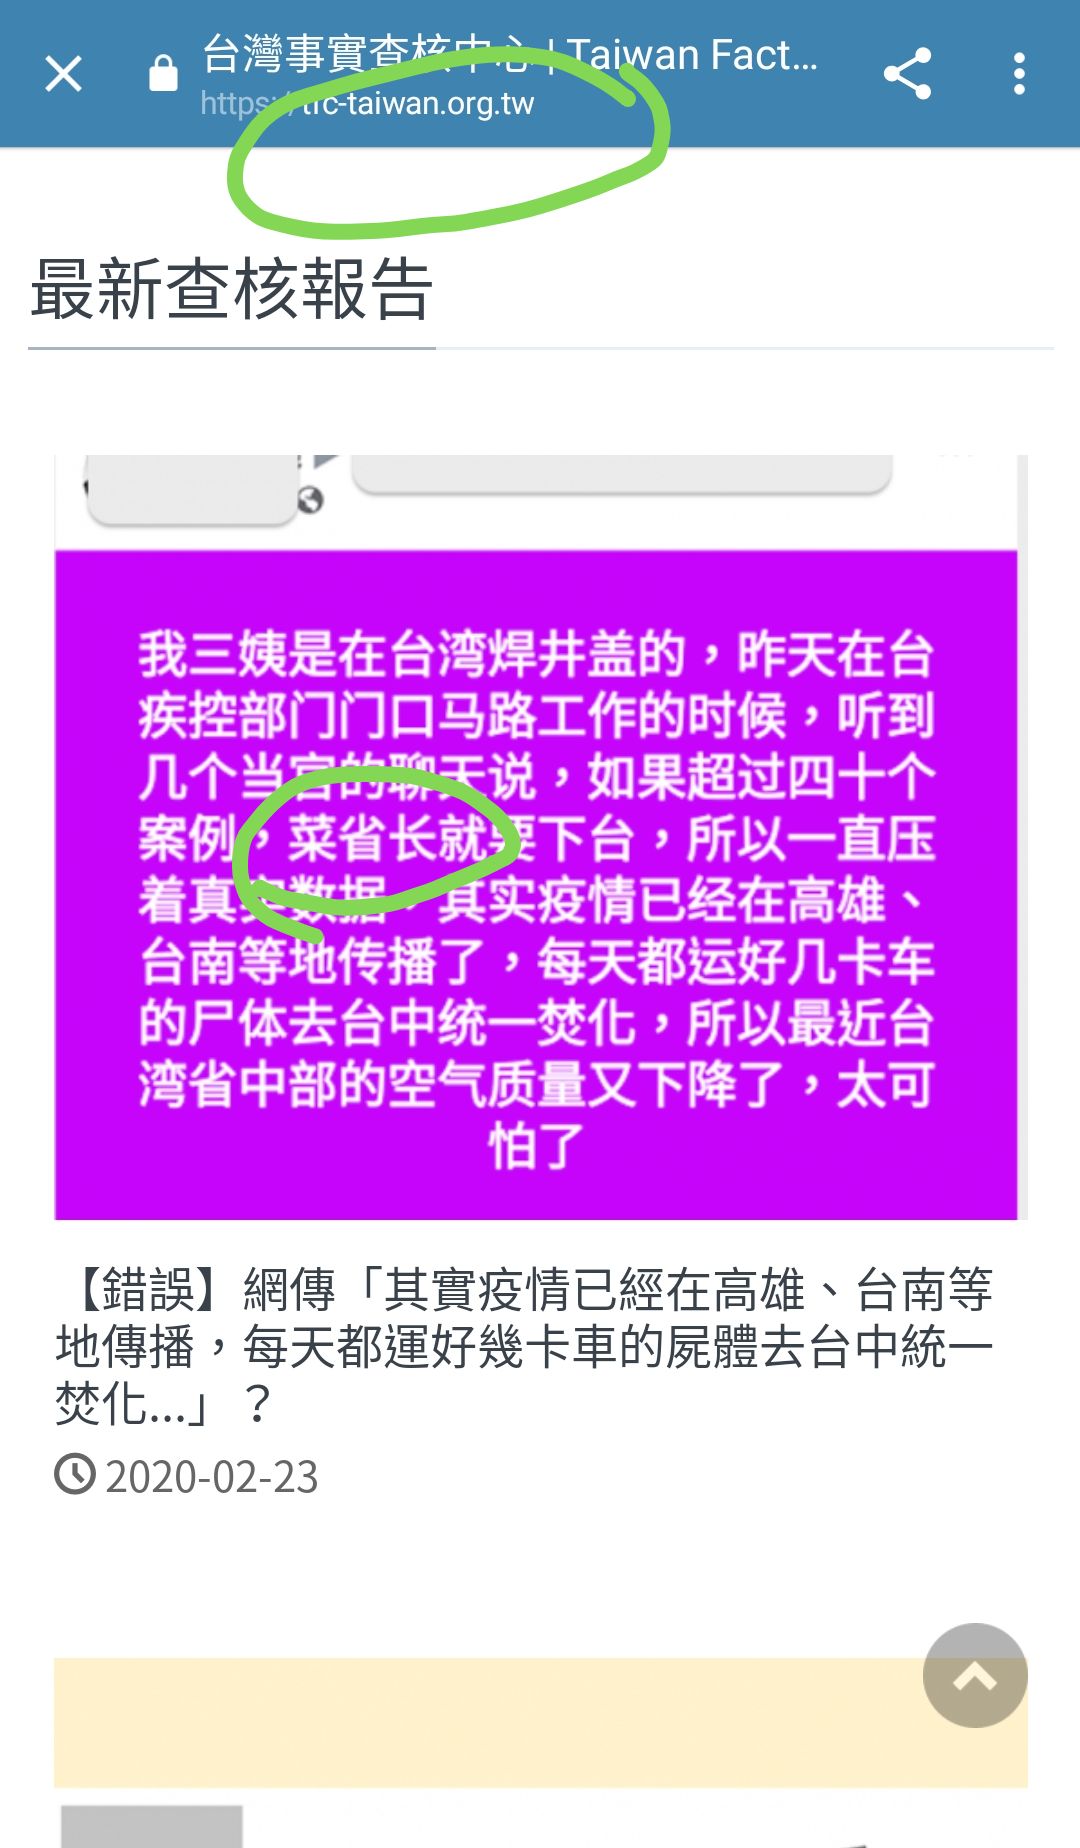 台灣事實查核中心 | Taiwan Fact...
https://tfc-taiwan.org.tw
最新查核報告
我三姨是在台湾焊井盖的，昨天在台
疾控部门门口马路工作的时候，听到
几个当官的聊天说，如果超过四十个
案例，菜省长就要下台，所以一直压
着真实数据，其实疫情已经在高雄、
台南等地传播了，每天都运好几卡车
的尸体去台中统一焚化，所以最近台
湾省中部的空气质量又下降了，太可
怕了
【錯誤】網傳「其實疫情已經在高雄、台南等
地傳播，每天都運好幾卡車的屍體去台中統一
焚化...」？
2020-02-23